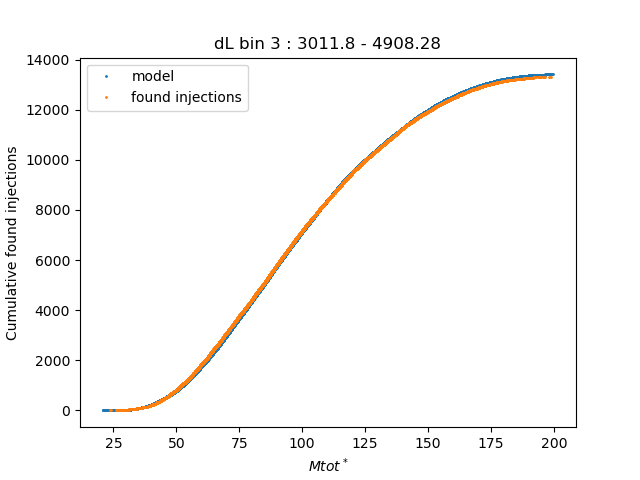 dL bin 3 : 3011.8 - 4908.28
model
found injections
Cumulative found injections
14000
12000
10000
8000
6000
4000
2000
0
25 50 75 100 125 150 175 200
Mtot*